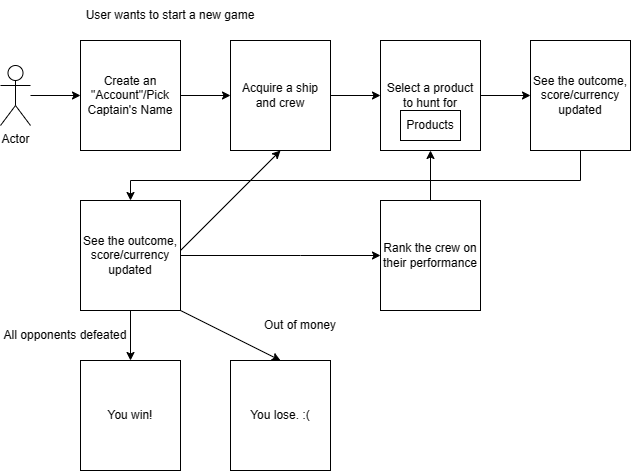 User wants to start a new game
Actor
Create an
"Account"/Pick
Captain's Name
Acquire a ship
and crew
Select a product
to hunt for
Products
See the outcome,
score/currency
updated
See the outcome,
score/currency
updated
Rank the crew on
their performance
All opponents defeated
Out of money
You win!
You lose. :(